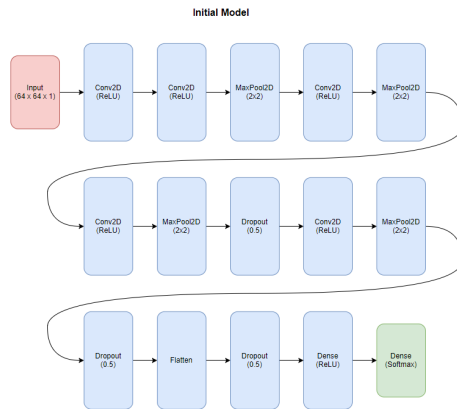 Initial Model
Input
(64 x 64 x 1)
Conv2D
(ReLU)
Conv2D
(ReLU)
MaxPool2D
(2x2)
Conv2D
(ReLU)
MaxPool2D
(2x2)
Conv2D
(ReLU)
MaxPool2D
(2x2)
Dropout
(0.5)
Conv2D
(ReLU)
MaxPool2D
(2x2)
Dropout
(0.5)
Flatten
Dropout
(0.5)
Dense
(ReLU)
Dense
(Softmax)